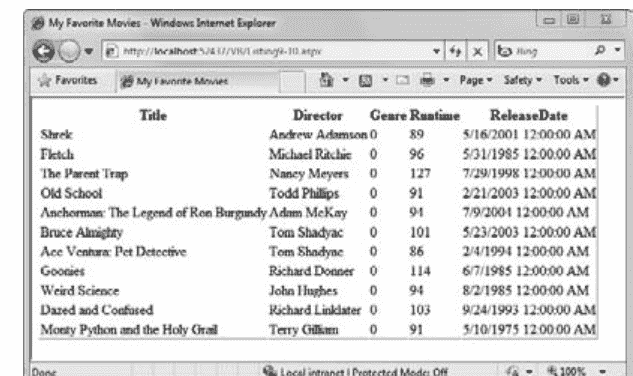 My Favorite Movies - Windows Internet Explorer
http://localhost:52437/VB/Listing9-10.aspx
Bing
Favorites
My Favorite Movies
Page Safety Tools
Title Director Genre Runtime ReleaseDate
Shrek Andrew Adamson 0 89 5/16/2001 12:00:00 AM
Fletch Michael Ritchie 0 96 5/31/1985 12:00:00 AM
The Parent Trap Nancy Meyers 0 127 7/29/1998 12:00:00 AM
Old School Todd Phillips 0 91 2/21/2003 12:00:00 AM
Anchorman: The Legend of Ron Burgundy Adam McKay 0 94 7/9/2004 12:00:00 AM
Bruce Almighty Tom Shadyac 0 101 5/23/2003 12:00:00 AM
Ace Ventura: Pet Detective Tom Shadyac 0 86 2/4/1994 12:00:00 AM
Goonies Richard Donner 0 114 6/7/1985 12:00:00 AM
Weird Science John Hughes 0 94 8/2/1985 12:00:00 AM
Dazed and Confused Richard Linklater 0 103 9/24/1993 12:00:00 AM
Monty Python and the Holy Grail Terry Gilliam 0 91 5/10/1975 12:00:00 AM
Done Local intranet | Protected Mode: Off 100%